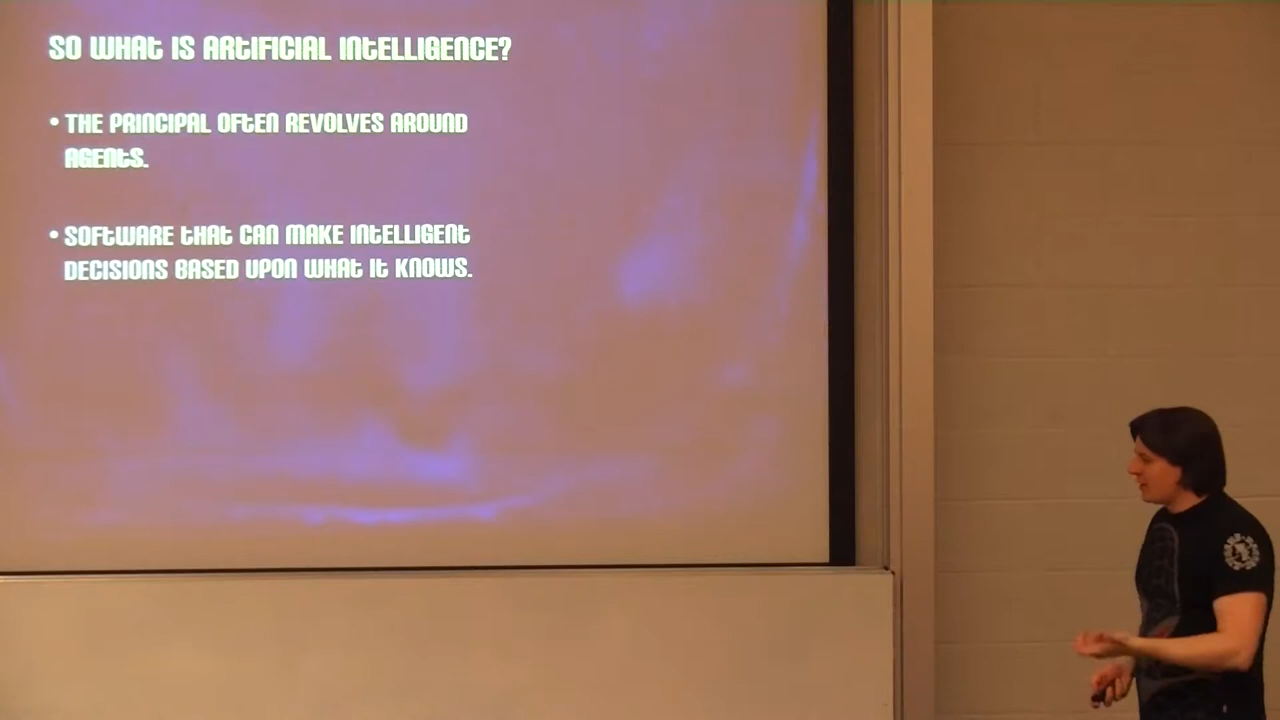 SO WHAT IS ARTIFICIAL INTELLIGENCE?
• THE PRINCIPAL OFTEN REVOLVES AROUND
AGENTS.
• SOFTWARE THAT CAN MAKE INTELLIGENT
DECISIONS BASED UPON WHAT IT KNOWS.